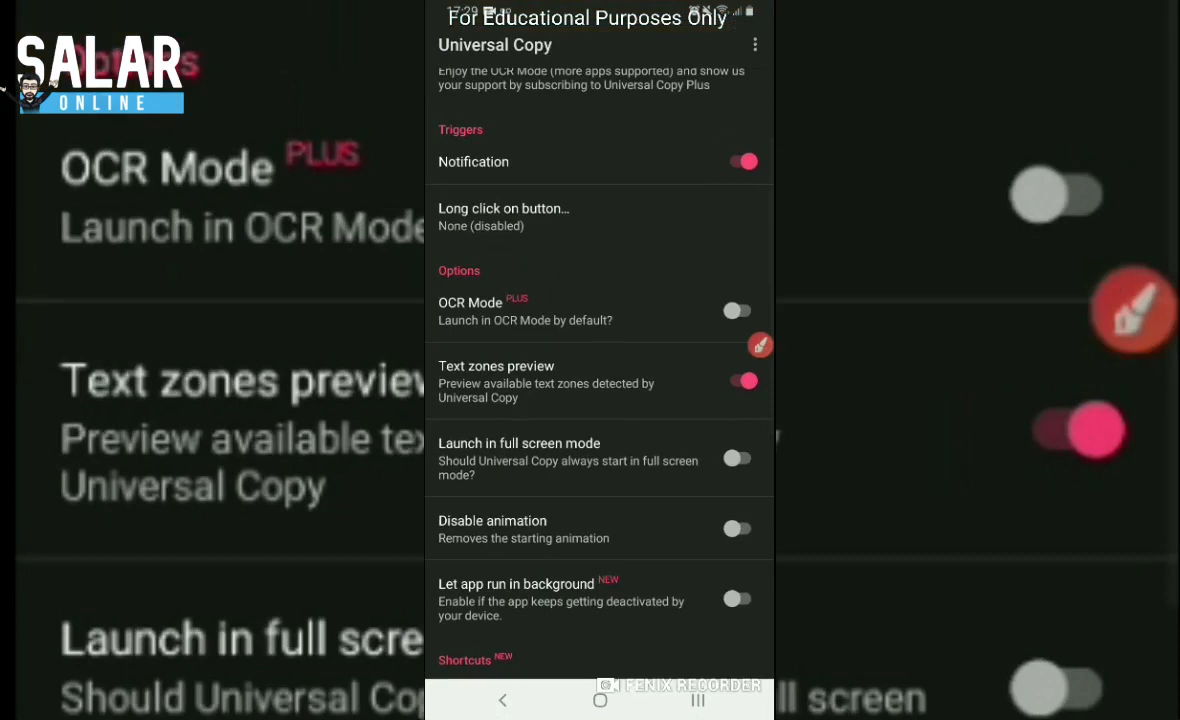 17:29
For Educational Purposes Only
Universal Copy
SALAR
ONLINE
Options
OCR Mode PLUS
Launch in OCR Mode
Text zones preview
Preview available
Universal Copy
Launch in full
Should Universal
ll screen
Enjoy the OCR Mode (more apps supported) and show us
your support by subscribing to Universal Copy Plus
Triggers
Notification
Long click on button...
None (disabled)
Options
OCR Mode PLUS
Launch in OCR Mode by default?
Text zones preview
Preview available text zones detected by
Universal Copy
Launch in full screen mode
Should Universal Copy always start in full screen
mode?
Disable animation
Removes the starting animation
Let app run in background NEW
Enable if the app keeps getting deactivated by
your device.
Shortcuts NEW
FENIX RECORDER